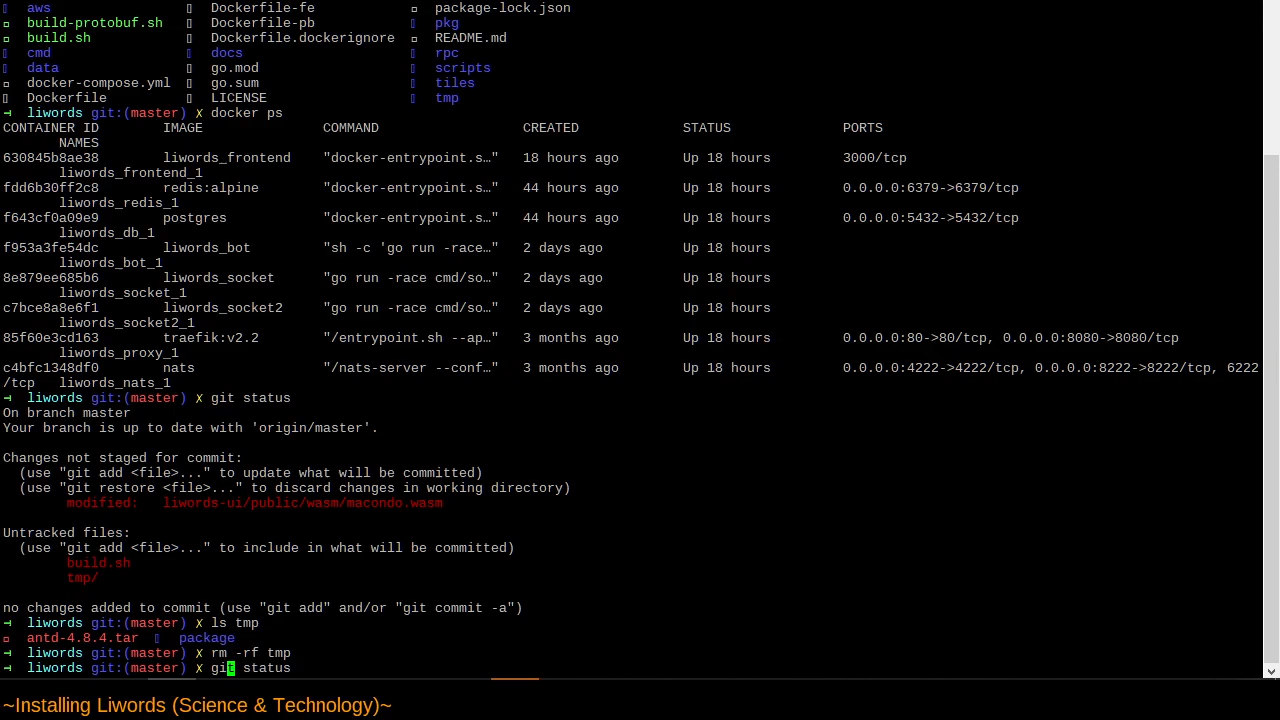 aws Dockerfile-fe package-lock.json
build-protobuf.sh Dockerfile-pb pkg
build.sh Dockerfile.dockerignore README.md
cmd docs rpc
data go.mod scripts
docker-compose.yml go.sum tiles
Dockerfile LICENSE tmp
liwords git:(master) ✗ docker ps
CONTAINER ID IMAGE COMMAND CREATED STATUS PORTS
NAMES
630845b8ae38 liwords_frontend "docker-entrypoint.s…" 18 hours ago Up 18 hours 3000/tcp
liwords_frontend_1
fdd6b30ff2c8 redis:alpine "docker-entrypoint.s…" 44 hours ago Up 18 hours 0.0.0.0:6379->6379/tcp
liwords_redis_1
f643cf0a09e9 postgres "docker-entrypoint.s…" 44 hours ago Up 18 hours 0.0.0.0:5432->5432/tcp
liwords_db_1
f953a3fe54dc liwords_bot "sh -c 'go run -race…" 2 days ago Up 18 hours
liwords_bot_1
8e879ee685b6 liwords_socket "go run -race cmd/so…" 2 days ago Up 18 hours
liwords_socket_1
c7bce8a8e6f1 liwords_socket2 "go run -race cmd/so…" 2 days ago Up 18 hours
liwords_socket2_1
85f60e3cd163 traefik:v2.2 "/entrypoint.sh --ap…" 3 months ago Up 18 hours 0.0.0.0:80->80/tcp, 0.0.0.0:8080->8080/tcp
liwords_proxy_1
c4bfc1348df0 nats "/nats-server --conf…" 3 months ago Up 18 hours 0.0.0.0:4222->4222/tcp, 0.0.0.0:8222->8222/tcp, 6222
/tcp liwords_nats_1
liwords git:(master) ✗ git status
On branch master
Your branch is up to date with 'origin/master'.
Changes not staged for commit:
(use "git add <file>..." to update what will be committed)
(use "git restore <file>..." to discard changes in working directory)
modified: liwords-ui/public/wasm/macondo.wasm
Untracked files:
(use "git add <file>..." to include in what will be committed)
build.sh
tmp/
no changes added to commit (use "git add" and/or "git commit -a")
liwords git:(master) ✗ ls tmp
antd-4.8.4.tar package
liwords git:(master) ✗ rm -rf tmp
liwords git:(master) ✗ git status
~Installing Liwords (Science & Technology)~